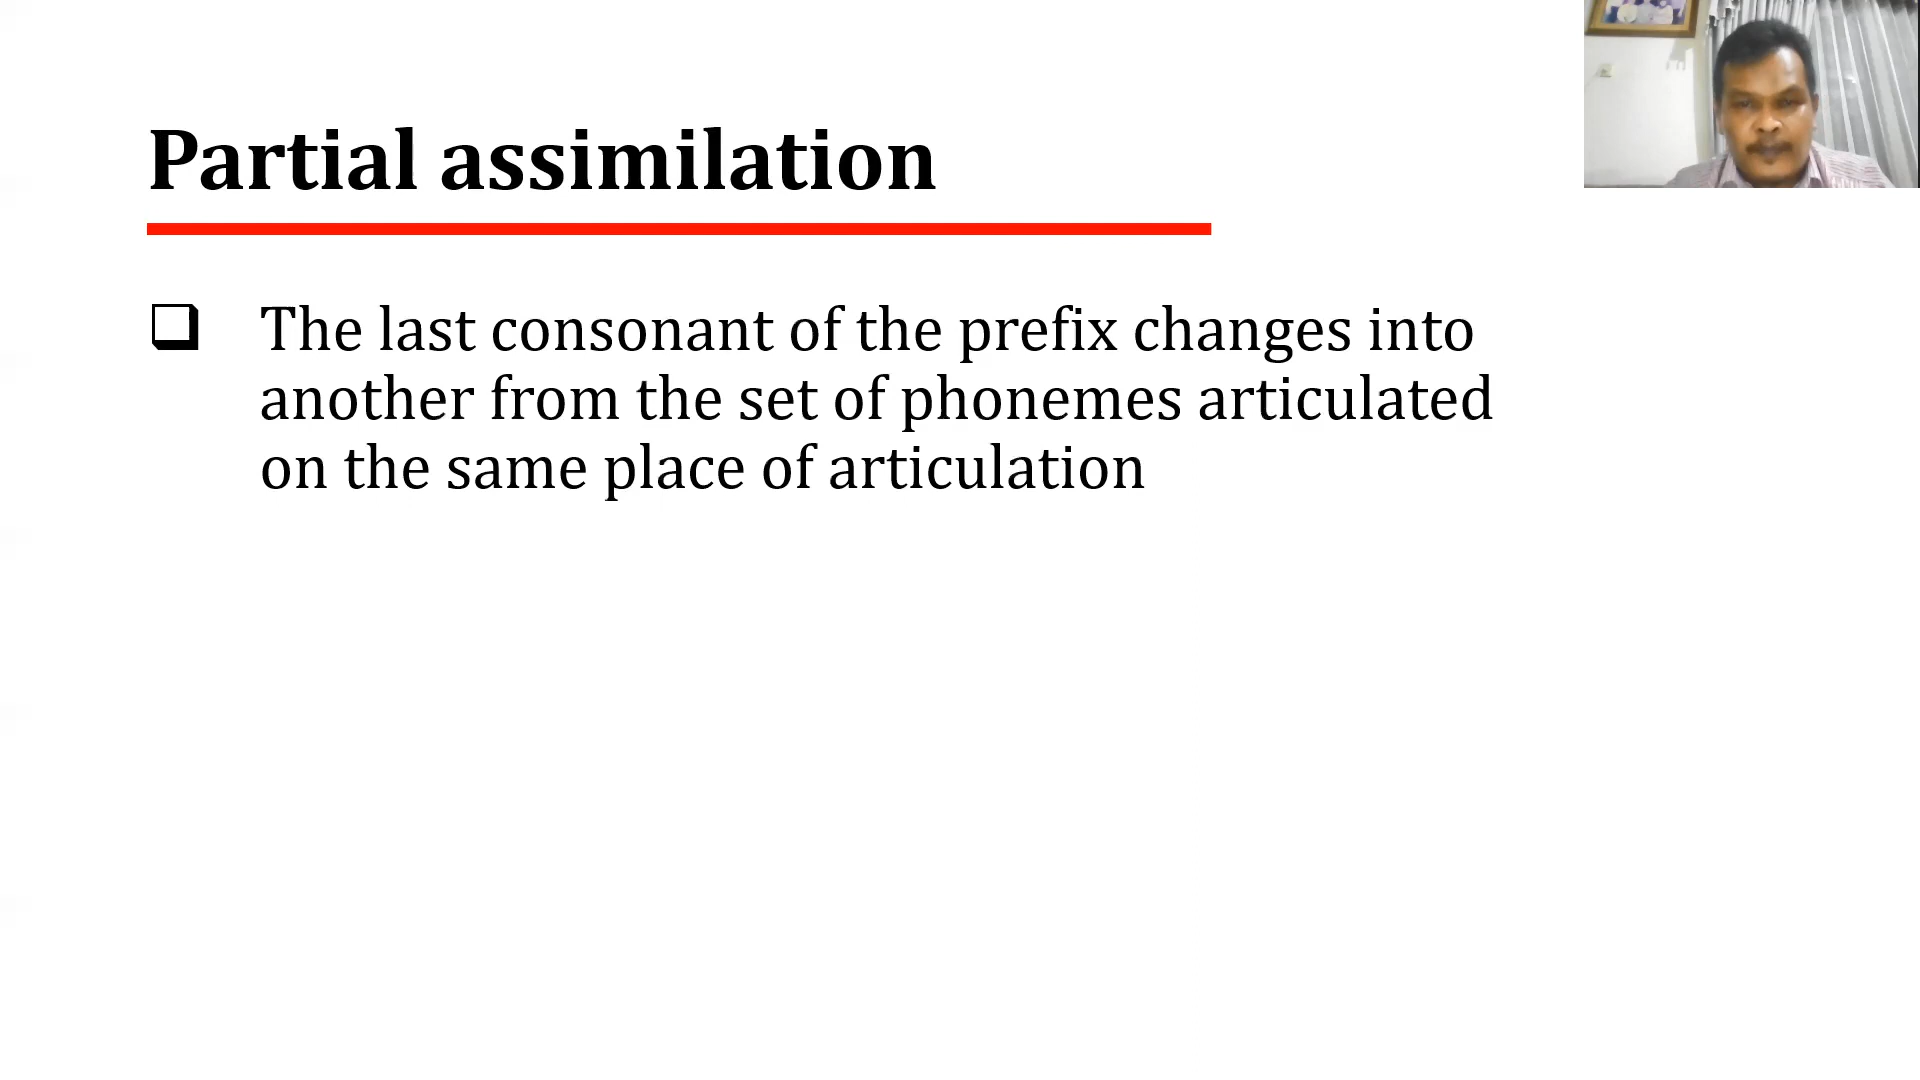 Partial assimilation
The last consonant of the prefix changes into
another from the set of phonemes articulated
on the same place of articulation